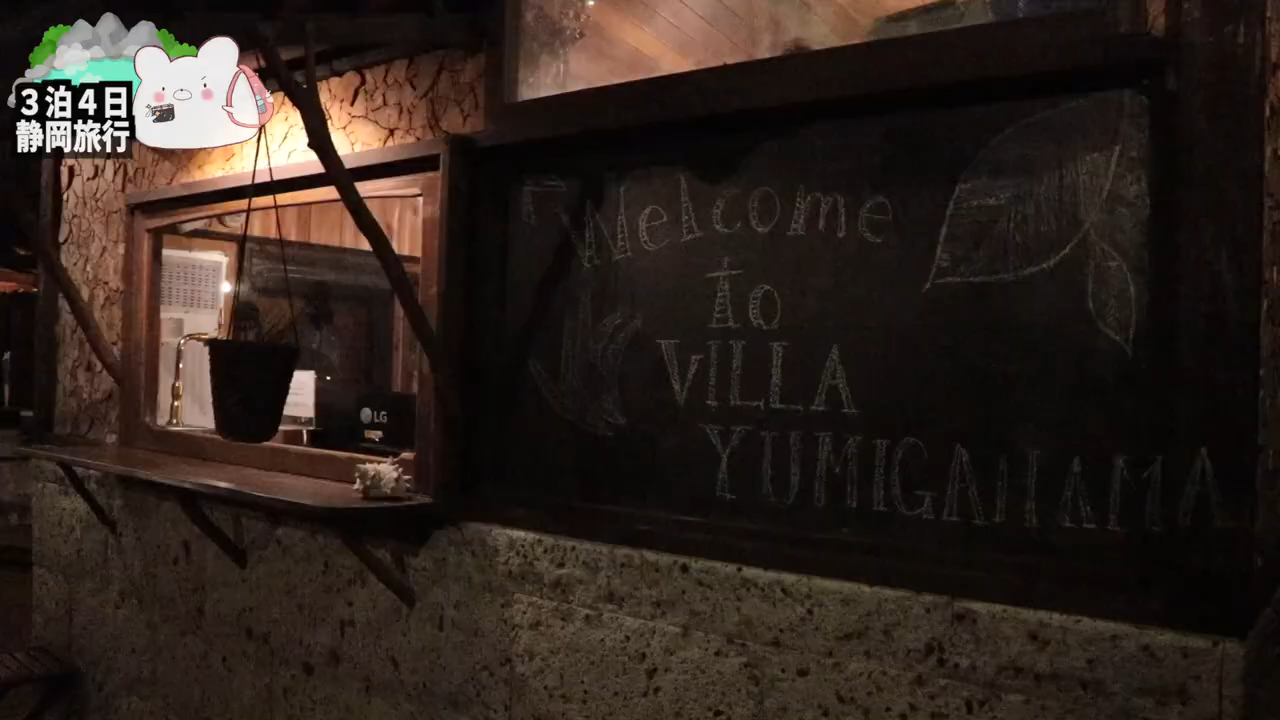 3泊4日
静岡旅行
Welcome
to
VILLA
YUMIGAHAMA
LG